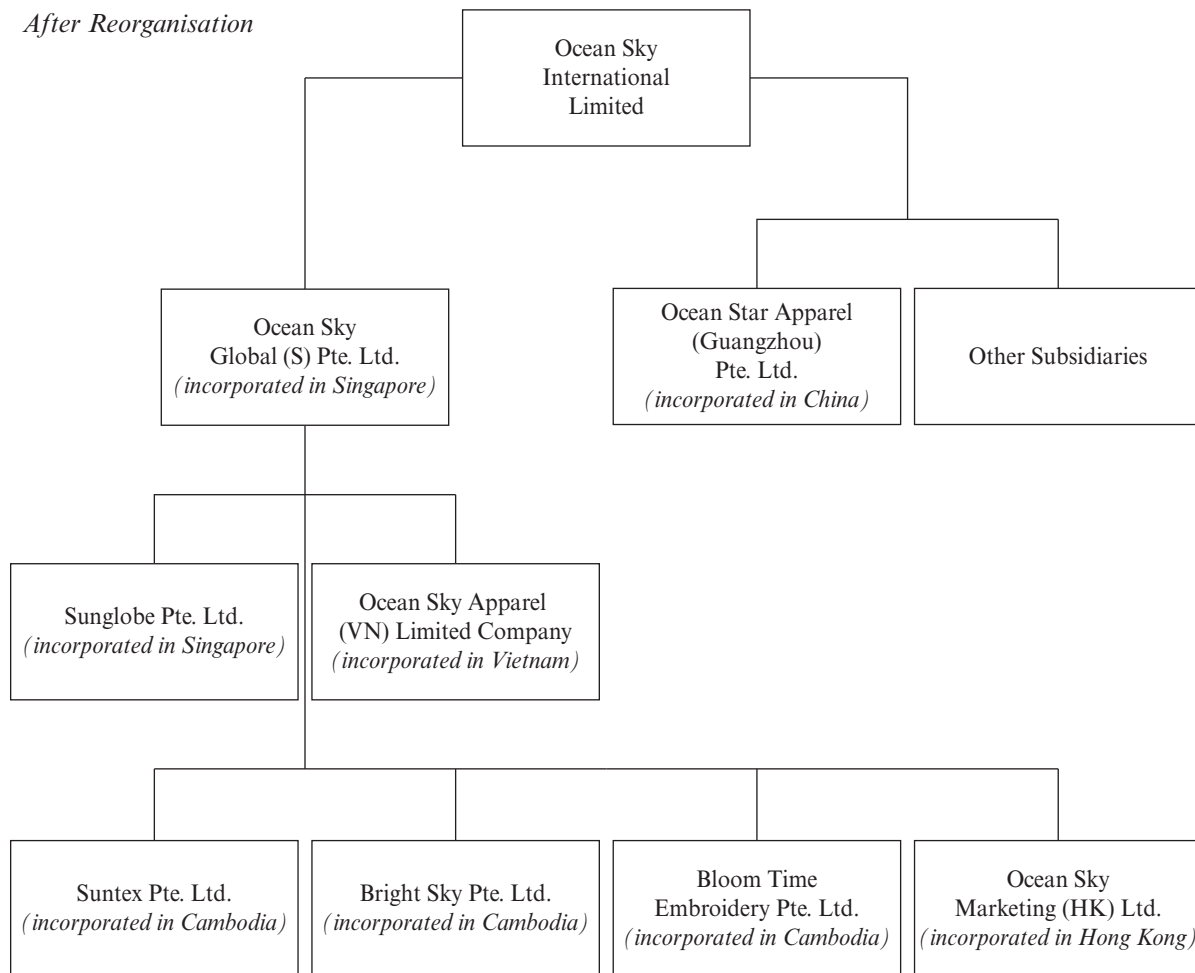 After Reorganisation
Ocean Sky
International
Limited
Ocean Sky
Global (S) Pte. Ltd.
(incorporated in Singapore)
Ocean Star Apparel
(Guangzhou)
Pte. Ltd.
(incorporated in China)
Other Subsidiaries
Sunglobe Pte. Ltd.
(incorporated in Singapore)
Ocean Sky Apparel
(VN) Limited Company
(incorporated in Vietnam)
Suntex Pte. Ltd.
(incorporated in Cambodia)
Bright Sky Pte. Ltd.
(incorporated in Cambodia)
Bloom Time
Embroidery Pte. Ltd.
(incorporated in Cambodia)
Ocean Sky
Marketing (HK) Ltd.
(incorporated in Hong Kong)